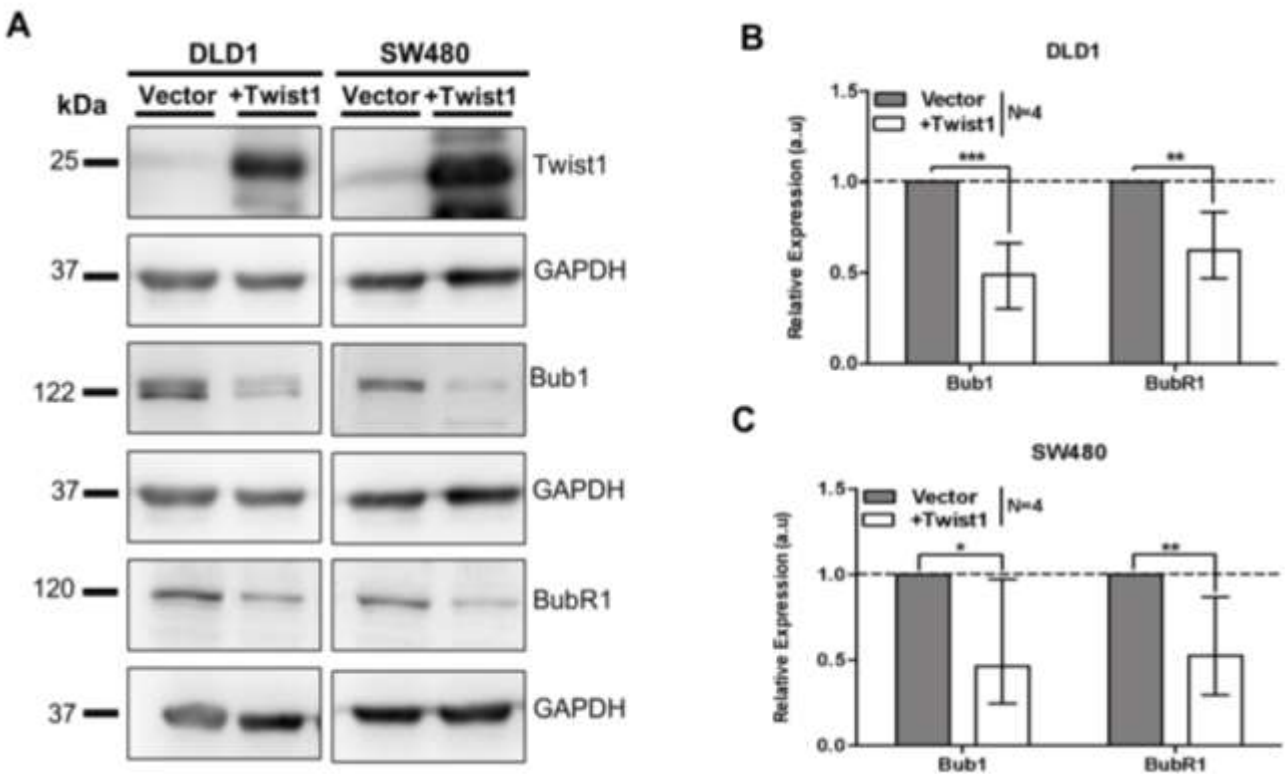 A
DLD1 SW480
kDa Vector +Twist1 Vector +Twist1
25 Twist1
37 GAPDH
122 Bub1
37 GAPDH
120 BubR1
37 GAPDH
B
DLD1
Relative Expression (a.u)
1.5
1.0
0.5
0.0
Vector
+Twist1
N=4
*** **
Bub1 BubR1
C
SW480
Relative Expression (a.u)
1.5
1.0
0.5
0.0
Vector
+Twist1
N=4
* **
Bub1 BubR1